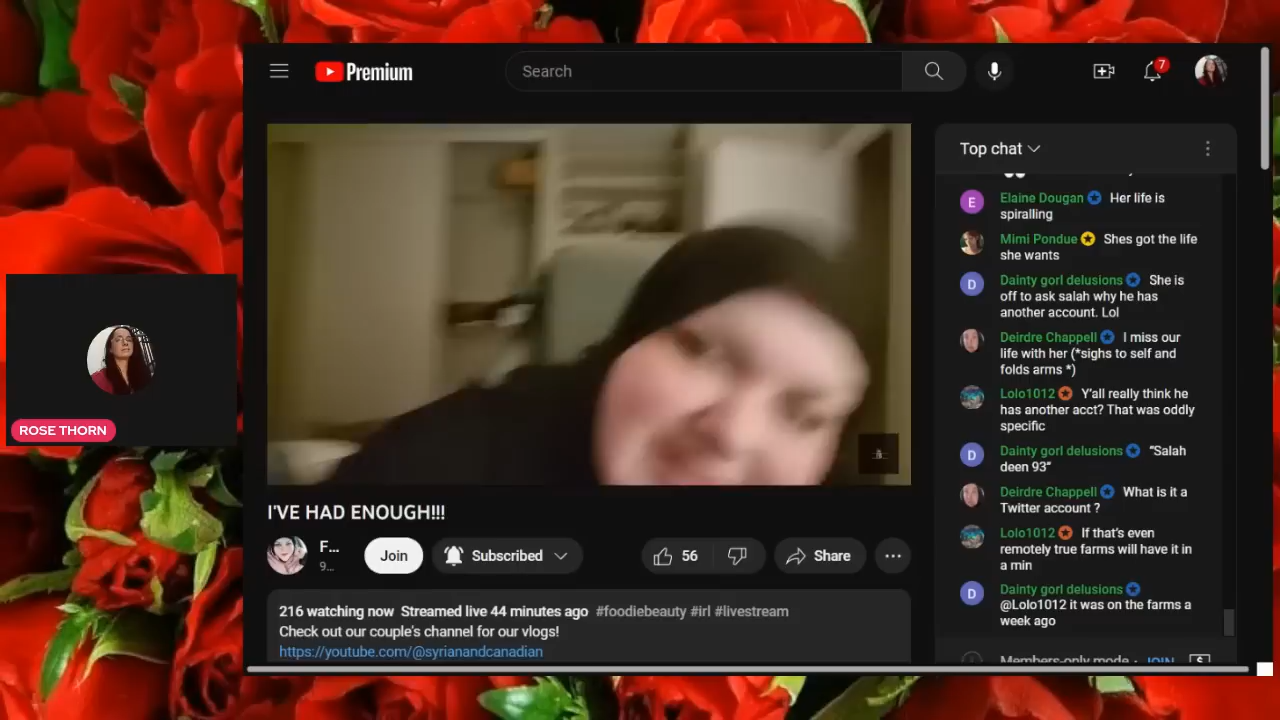 Premium
Search
7
Top chat
E
Elaine Dougan Her life is
spiralling
Mimi Pondue Shes got the life
she wants
D
Dainty gorl delusions She is
off to ask salah why he has
another account. Lol
Deirdre Chappell I miss our
life with her (*sighs to self and
folds arms *)
Lolo1012 Y'all really think he
has another acct? That was oddly
specific
D
Dainty gorl delusions “Salah
deen 93”
Deirdre Chappell What is it a
Twitter account ?
Lolo1012 If that's even
remotely true farms will have it in
a min
D
Dainty gorl delusions
@Lolo1012 it was on the farms a
week ago
Members-only mode · JOIN
ROSE THORN
I'VE HAD ENOUGH!!!
F...
9...
Join
Subscribed
56
Share
216 watching now Streamed live 44 minutes ago #foodiebeauty #irl #livestream
Check out our couple's channel for our vlogs!
https://youtube.com/@syrianandcanadian